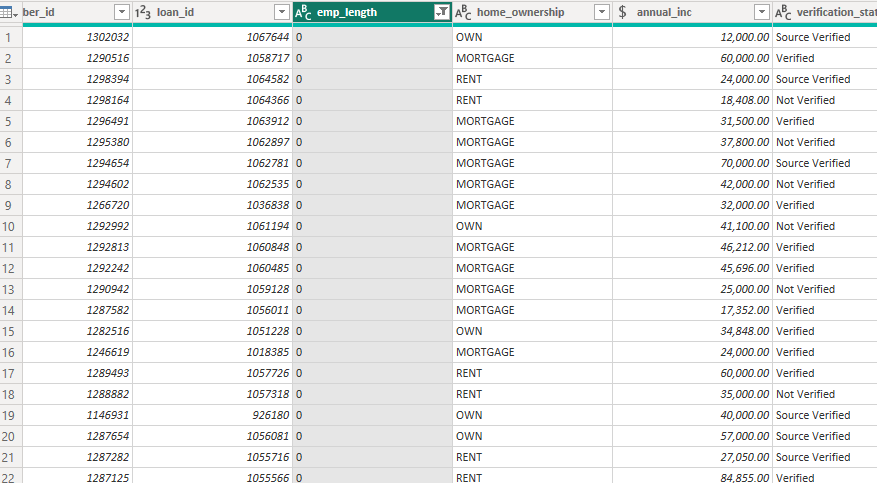 ber_id 1²3 loan_id ABC emp_length ABC home_ownership $ annual_inc ABC verification_stat
1 1302032 1067644 0 OWN 12,000.00 Source Verified
2 1290516 1058717 0 MORTGAGE 60,000.00 Verified
3 1298394 1064582 0 RENT 24,000.00 Source Verified
4 1298164 1064366 0 RENT 18,408.00 Not Verified
5 1296491 1063912 0 MORTGAGE 31,500.00 Verified
6 1295380 1062897 0 MORTGAGE 37,800.00 Not Verified
7 1294654 1062781 0 MORTGAGE 70,000.00 Source Verified
8 1294602 1062535 0 MORTGAGE 42,000.00 Not Verified
9 1266720 1036838 0 MORTGAGE 32,000.00 Verified
10 1292992 1061194 0 OWN 41,100.00 Not Verified
11 1292813 1060848 0 MORTGAGE 46,212.00 Verified
12 1292242 1060485 0 MORTGAGE 45,696.00 Verified
13 1290942 1059128 0 MORTGAGE 25,000.00 Not Verified
14 1287582 1056011 0 MORTGAGE 17,352.00 Verified
15 1282516 1051228 0 OWN 34,848.00 Verified
16 1246619 1018385 0 MORTGAGE 24,000.00 Verified
17 1289493 1057726 0 RENT 60,000.00 Verified
18 1288882 1057318 0 RENT 35,000.00 Not Verified
19 1146931 926180 0 OWN 40,000.00 Source Verified
20 1287654 1056081 0 OWN 57,000.00 Source Verified
21 1287282 1055716 0 RENT 27,050.00 Source Verified
22 1287125 1055566 0 RENT 84,855.00 Verified